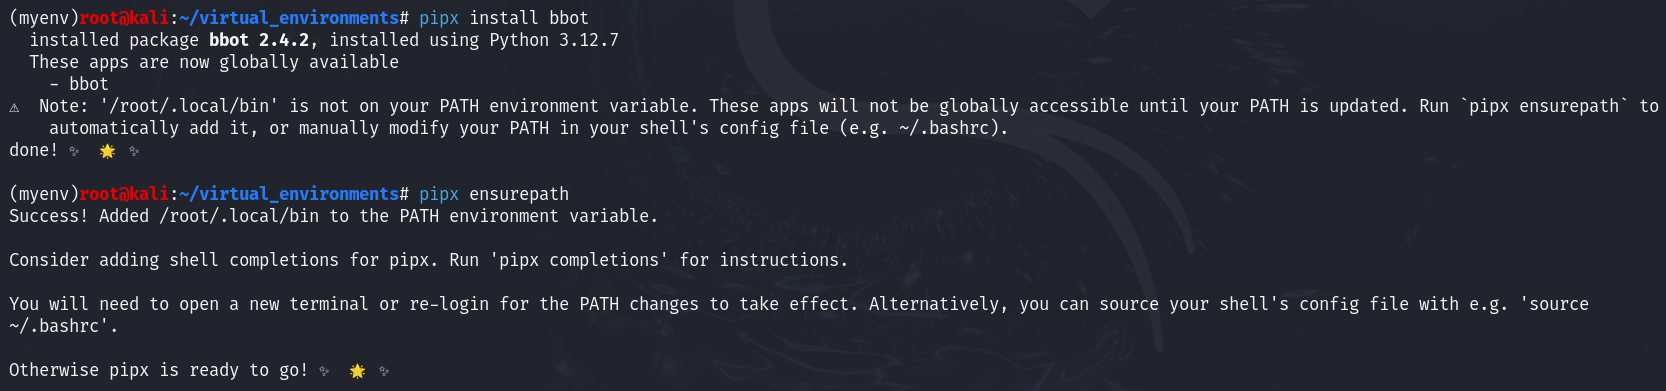 (myenv)root@kali:~/virtual_environments# pipx install bbot
installed package bbot 2.4.2, installed using Python 3.12.7
These apps are now globally available
- bbot
⚠ Note: '/root/.local/bin' is not on your PATH environment variable. These apps will not be globally accessible until your PATH is updated. Run `pipx ensurepath` to
automatically add it, or manually modify your PATH in your shell's config file (e.g. ~/.bashrc).
done! ✨ 🌟 ✨
(myenv)root@kali:~/virtual_environments# pipx ensurepath
Success! Added /root/.local/bin to the PATH environment variable.
Consider adding shell completions for pipx. Run 'pipx completions' for instructions.
You will need to open a new terminal or re-login for the PATH changes to take effect. Alternatively, you can source your shell's config file with e.g. 'source
~/.bashrc'.
Otherwise pipx is ready to go! ✨ 🌟 ✨